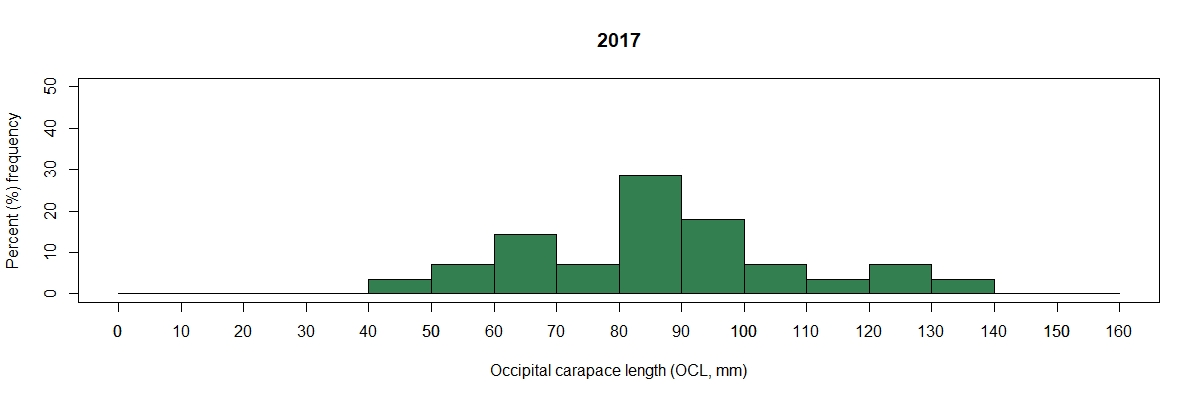 2017
Percent (%) frequency
50
40
30
20
10
0
0 10 20 30 40 50 60 70 80 90 100 110 120 130 140 150 160
Occipital carapace length (OCL, mm)